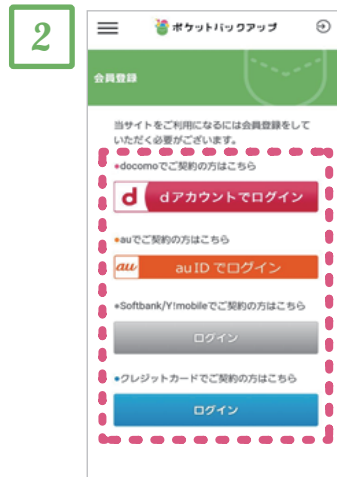 2
ポケットバックアップ
会員登録
当サイトをご利用になるには会員登録をして
いただく必要がございます。
●docomoでご契約の方はこちら
d dアカウントでログイン
●auでご契約の方はこちら
au au ID でログイン
●Softbank/Y!mobileでご契約の方はこちら
ログイン
●クレジットカードでご契約の方はこちら
ログイン